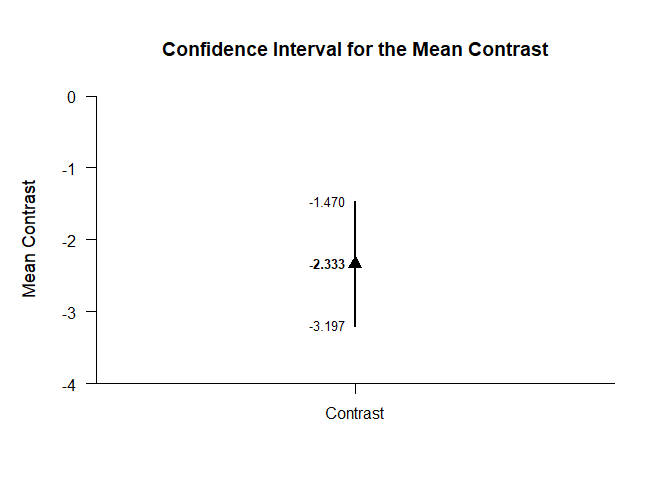 Confidence Interval for the Mean Contrast
Mean Contrast
0
-1
-2
-3
-4
-1.470
-2.333
-3.197
Contrast